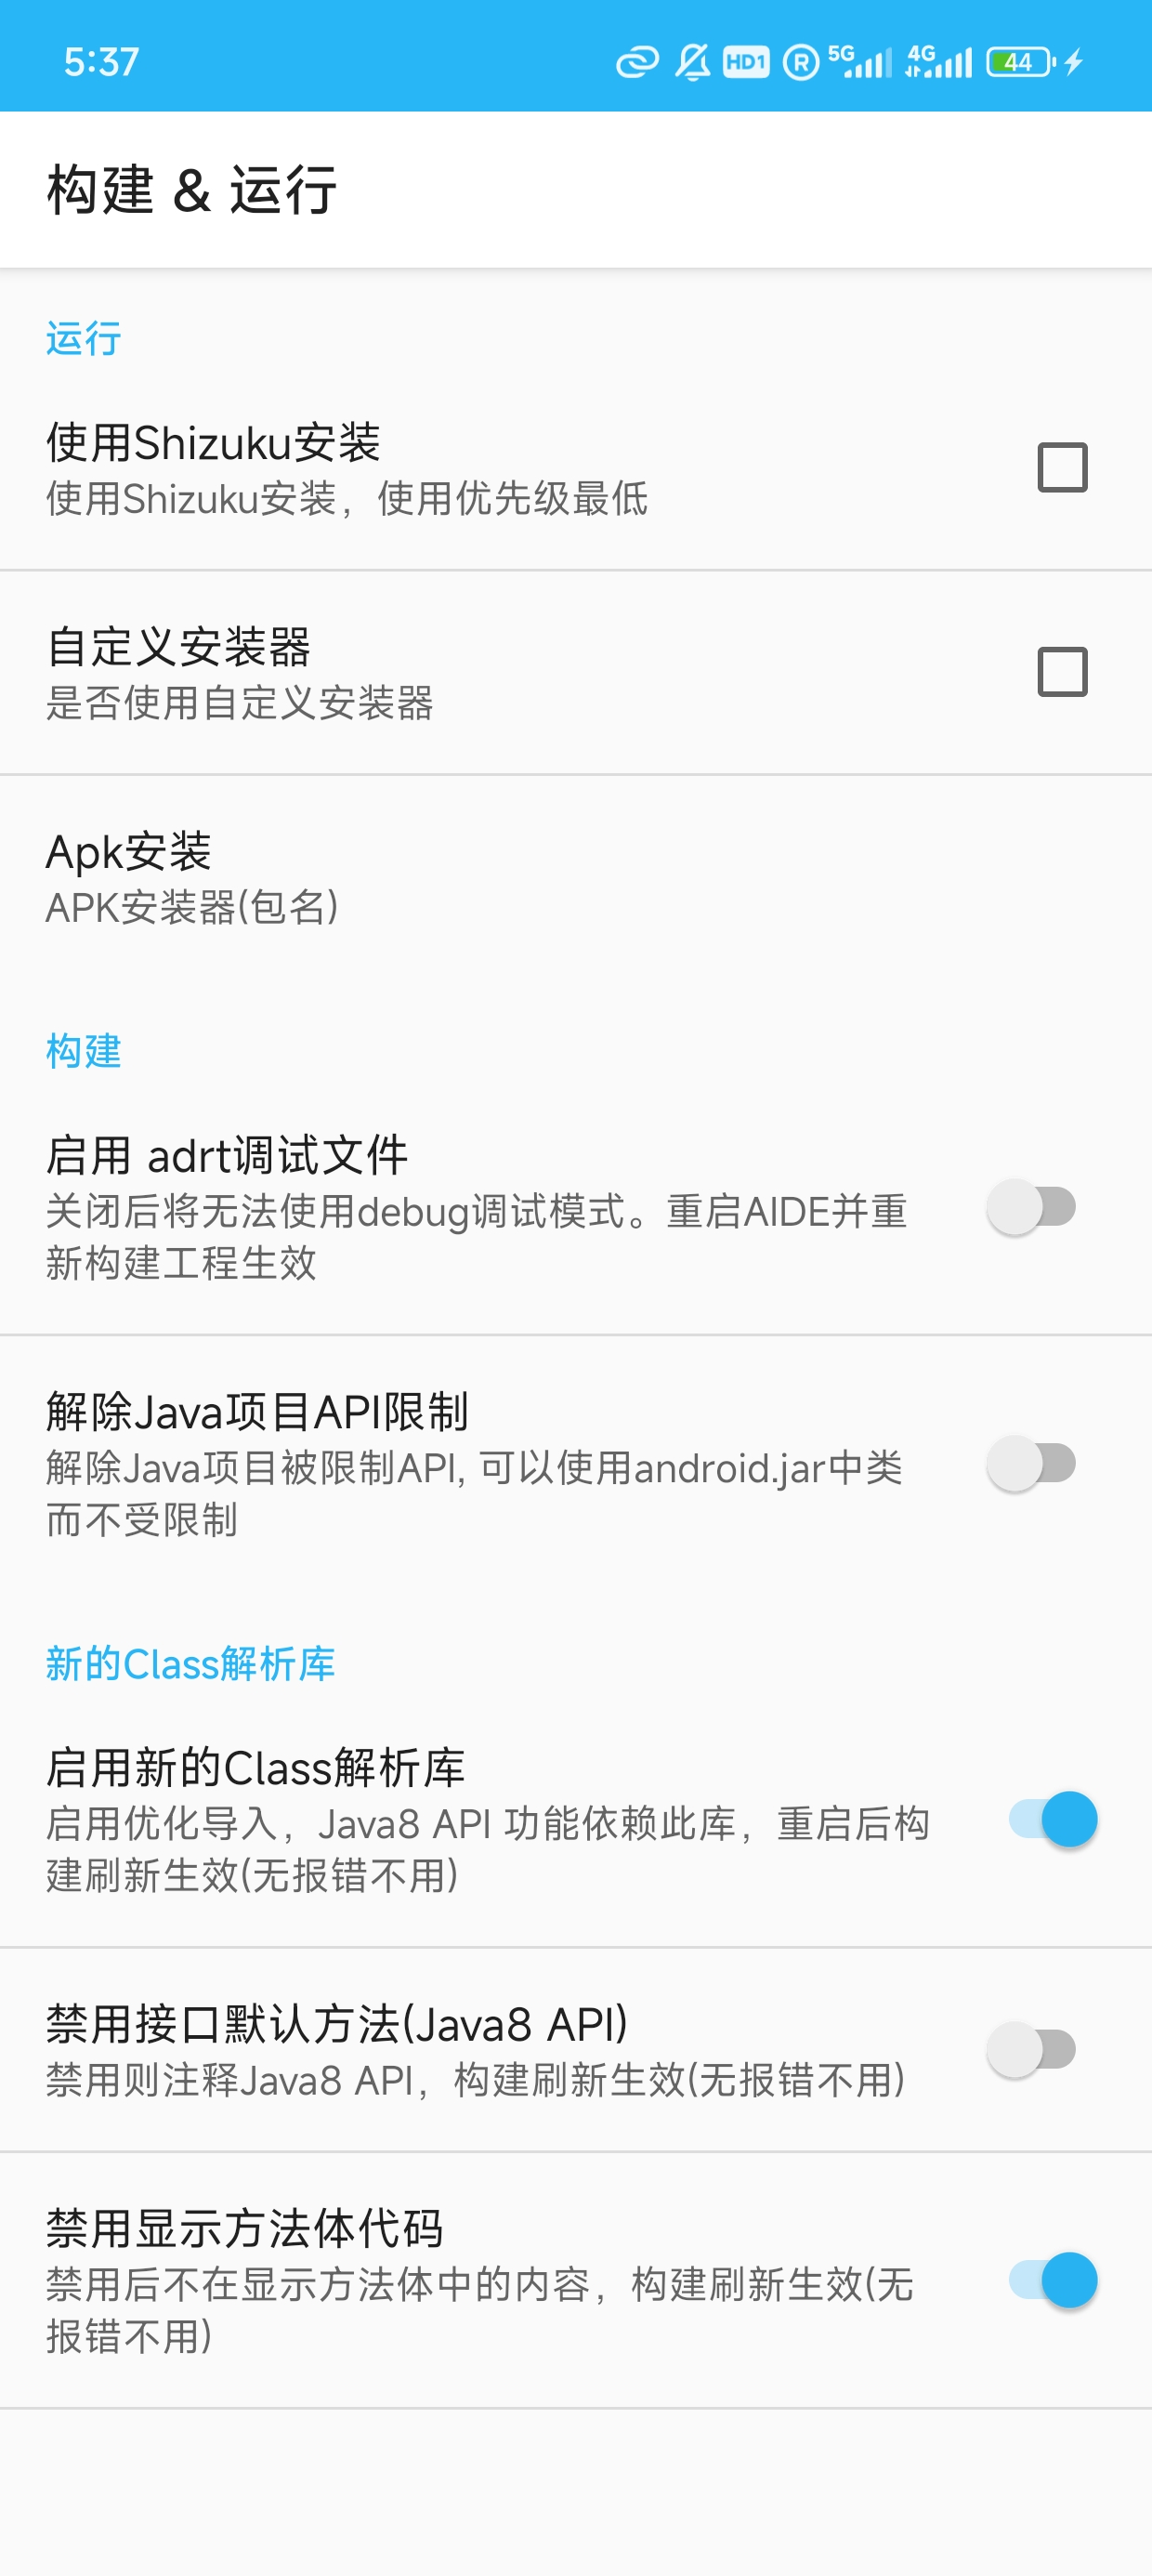 5:37
HD1 R 5G 4G 44
构建 & 运行
运行
使用Shizuku安装
使用Shizuku安装，使用优先级最低
自定义安装器
是否使用自定义安装器
Apk安装
APK安装器(包名)
构建
启用 adrt调试文件
关闭后将无法使用debug调试模式。重启AIDE并重
新构建工程生效
解除Java项目API限制
解除Java项目被限制API, 可以使用android.jar中类
而不受限制
新的Class解析库
启用新的Class解析库
启用优化导入，Java8 API 功能依赖此库，重启后构
建刷新生效(无报错不用)
禁用接口默认方法(Java8 API)
禁用则注释Java8 API，构建刷新生效(无报错不用)
禁用显示方法体代码
禁用后不在显示方法体中的内容，构建刷新生效(无
报错不用)